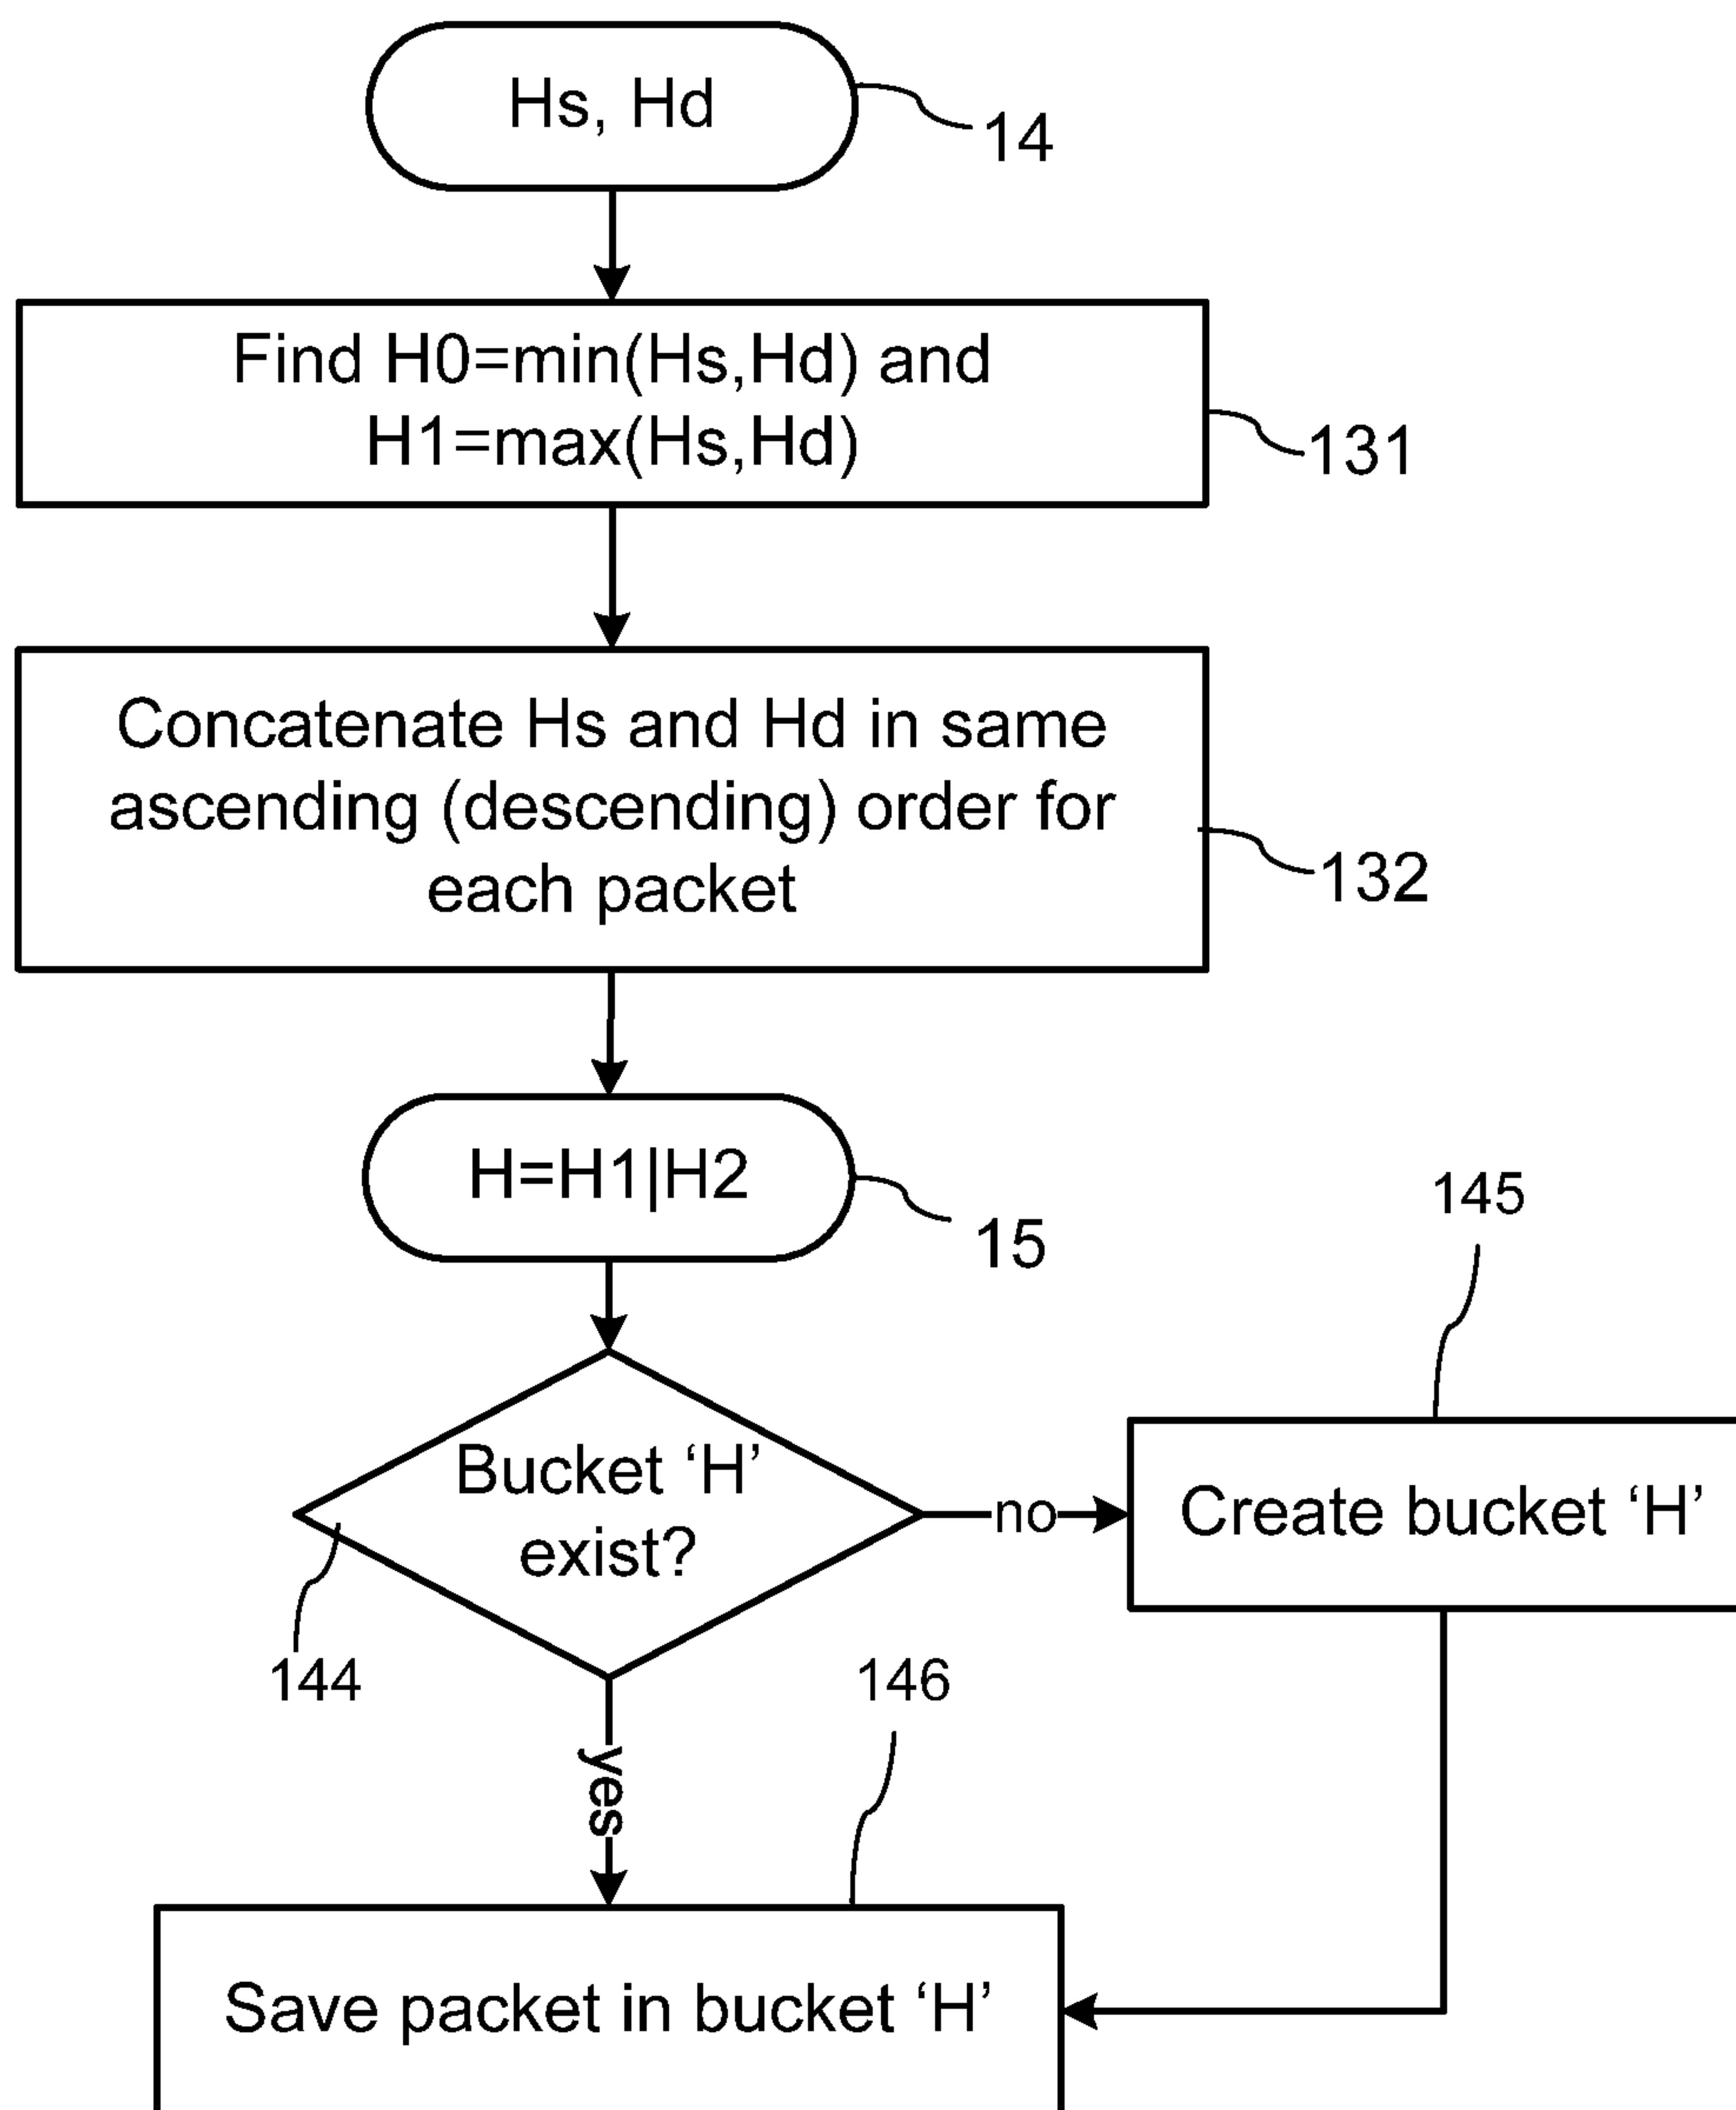 Hs, Hd
14
Find H0=min(Hs,Hd) and
H1=max(Hs,Hd)
131
Concatenate Hs and Hd in same
ascending (descending) order for
each packet
132
H=H1|H2
15
145
Bucket ‘H’
exist?
no
Create bucket ‘H’
144
146
yes
Save packet in bucket ‘H’